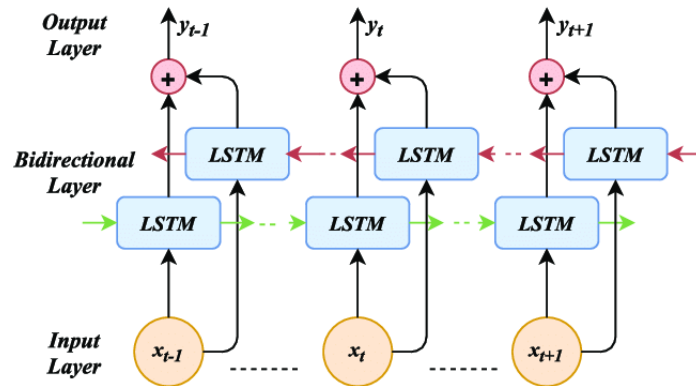 Output
Layer
y_{t-1}
y_t
y_{t+1}
+
+
+
Bidirectional
Layer
LSTM
LSTM
LSTM
LSTM
LSTM
LSTM
Input
Layer
x_{t-1}
x_t
x_{t+1}